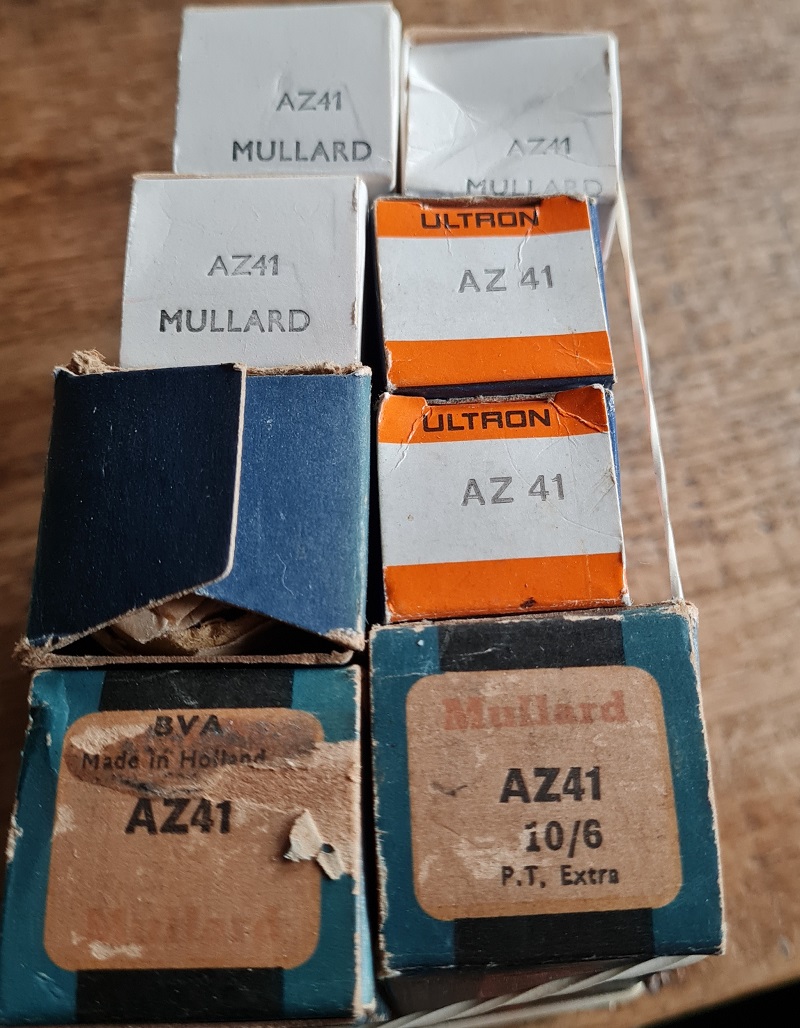 AZ41
MULLARD
AZ41
MULLARD
AZ41
MULLARD
ULTRON
AZ 41
ULTRON
AZ 41
BVA
Made in Holland
AZ41
Mullard
Mullard
AZ41
10/6
P.T. Extra